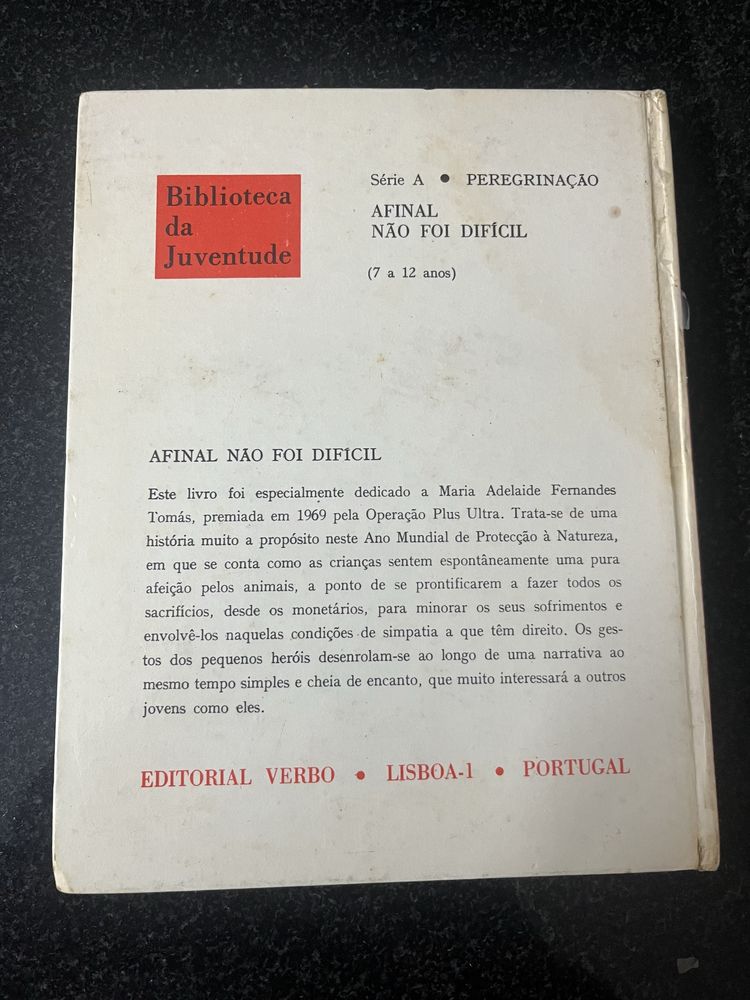 Biblioteca
da
Juventude
Série A • PEREGRINAÇÃO
AFINAL
NÃO FOI DIFÍCIL
(7 a 12 anos)
AFINAL NÃO FOI DIFÍCIL
Este livro foi especialmente dedicado a Maria Adelaide Fernandes
Tomás, premiada em 1969 pela Operação Plus Ultra. Trata-se de uma
história muito a propósito neste Ano Mundial de Protecção à Natureza,
em que se conta como as crianças sentem espontâneamente uma pura
afeição pelos animais, a ponto de se prontificarem a fazer todos os
sacrifícios, desde os monetários, para minorar os seus sofrimentos e
envolvê-los naquelas condições de simpatia a que têm direito. Os ges-
tos dos pequenos heróis desenrolam-se ao longo de uma narrativa ao
mesmo tempo simples e cheia de encanto, que muito interessará a outros
jovens como eles.
EDITORIAL VERBO • LISBOA-1 • PORTUGAL